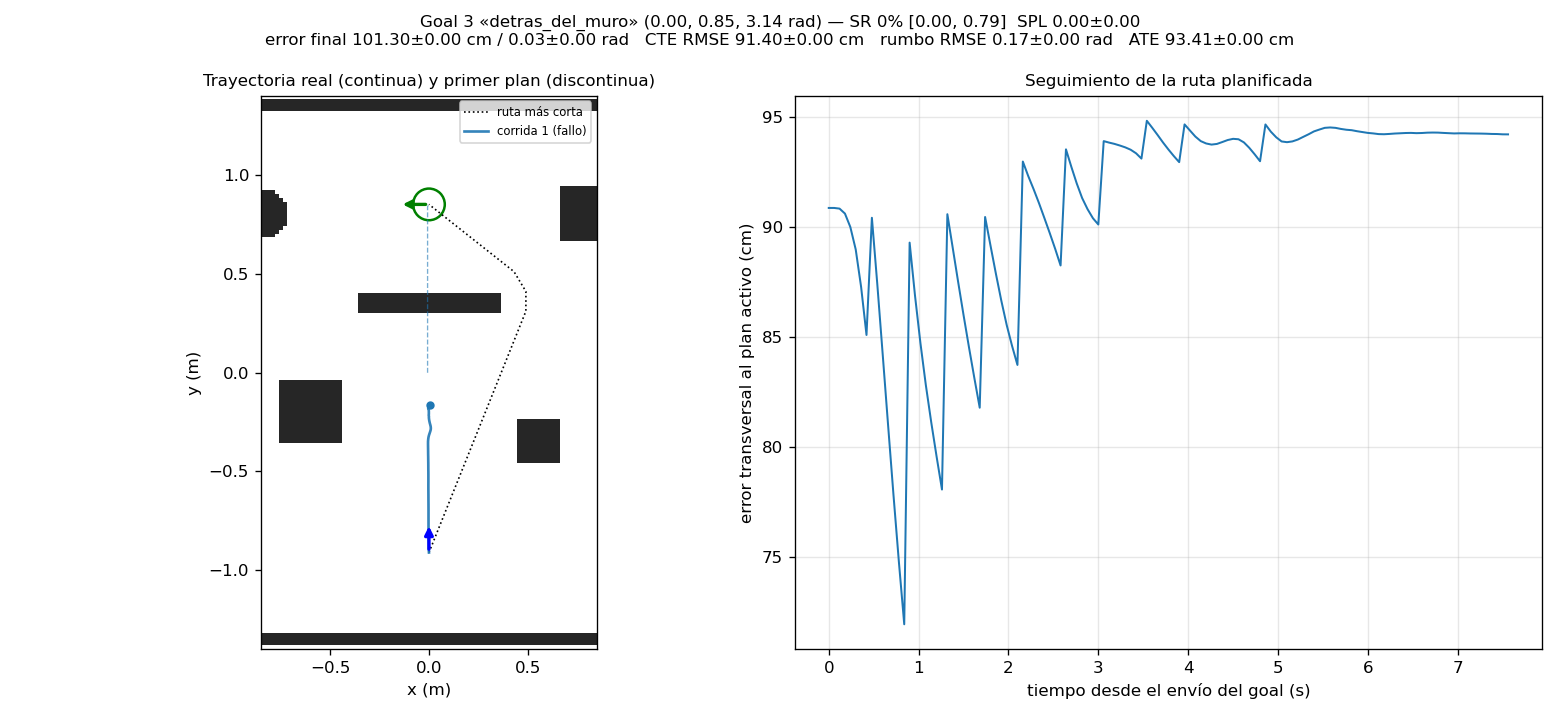 Goal 3 «detras_del_muro» (0.00, 0.85, 3.14 rad) — SR 0% [0.00, 0.79]  SPL 0.00±0.00
error final 101.30±0.00 cm / 0.03±0.00 rad   CTE RMSE 91.40±0.00 cm   rumbo RMSE 0.17±0.00 rad   ATE 93.41±0.00 cm
Trayectoria real (continua) y primer plan (discontinua)
ruta más corta
corrida 1 (fallo)
1.0
0.5
0.0
−0.5
−1.0
y (m)
−0.5
0.0
0.5
x (m)
Seguimiento de la ruta planificada
95
90
85
80
75
error transversal al plan activo (cm)
0
1
2
3
4
5
6
7
tiempo desde el envío del goal (s)